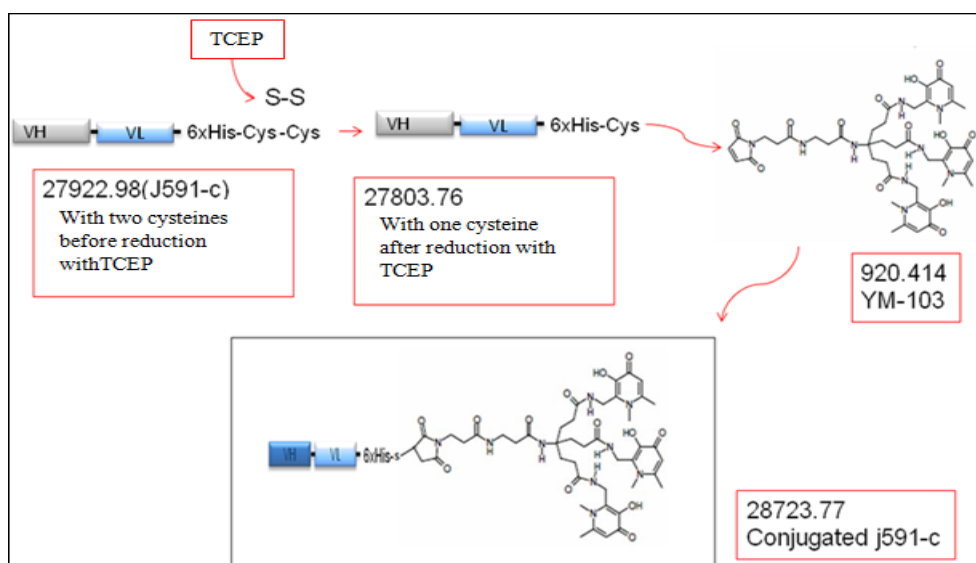 TCEP
S-S
VH VL 6xHis-Cys -Cys
VH VL 6xHis-Cys
27922.98(J591-c)
With two cysteines
before reduction
withTCEP
27803.76
With one cysteine
after reduction with
TCEP
920.414
YM-103
VH VL 6xHis-s
28723.77
Conjugated j591-c